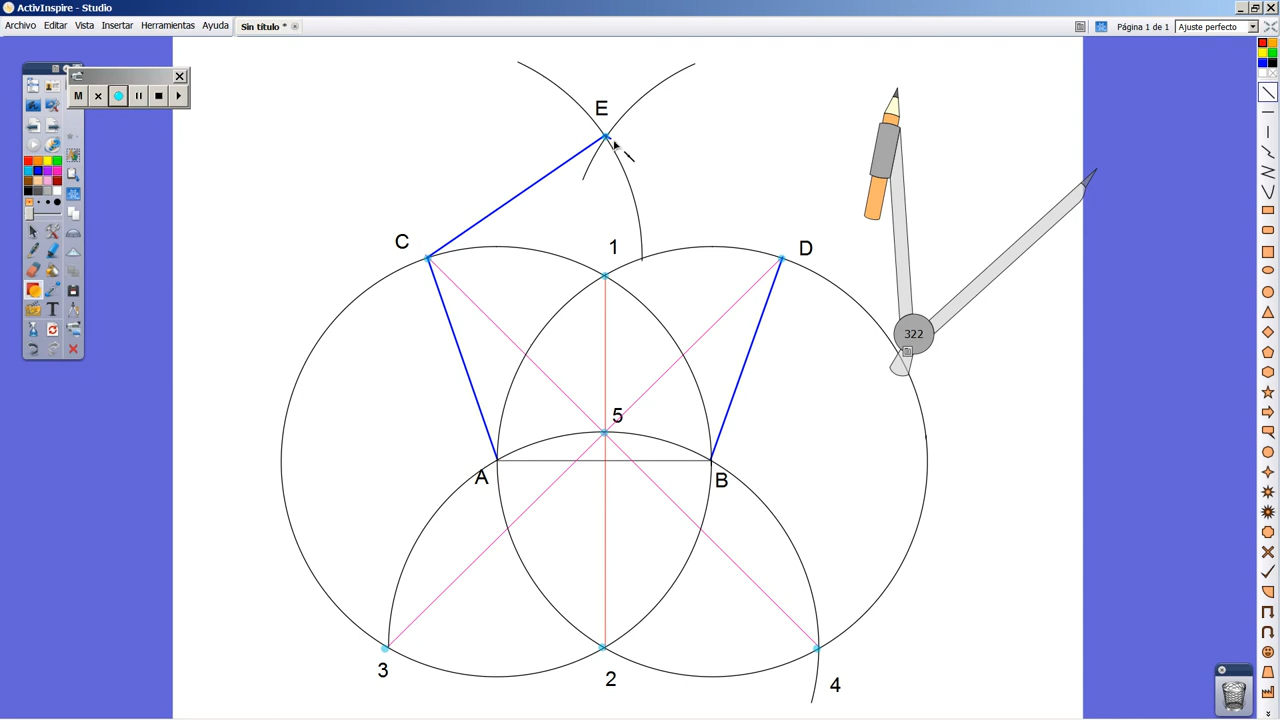 ActivInspire - Studio
Archivo Editar Vista Insertar Herramientas Ayuda
Sin título *
Página 1 de 1
Ajuste perfecto
M
T
E
C
1
D
322
5
A
B
3
2
4